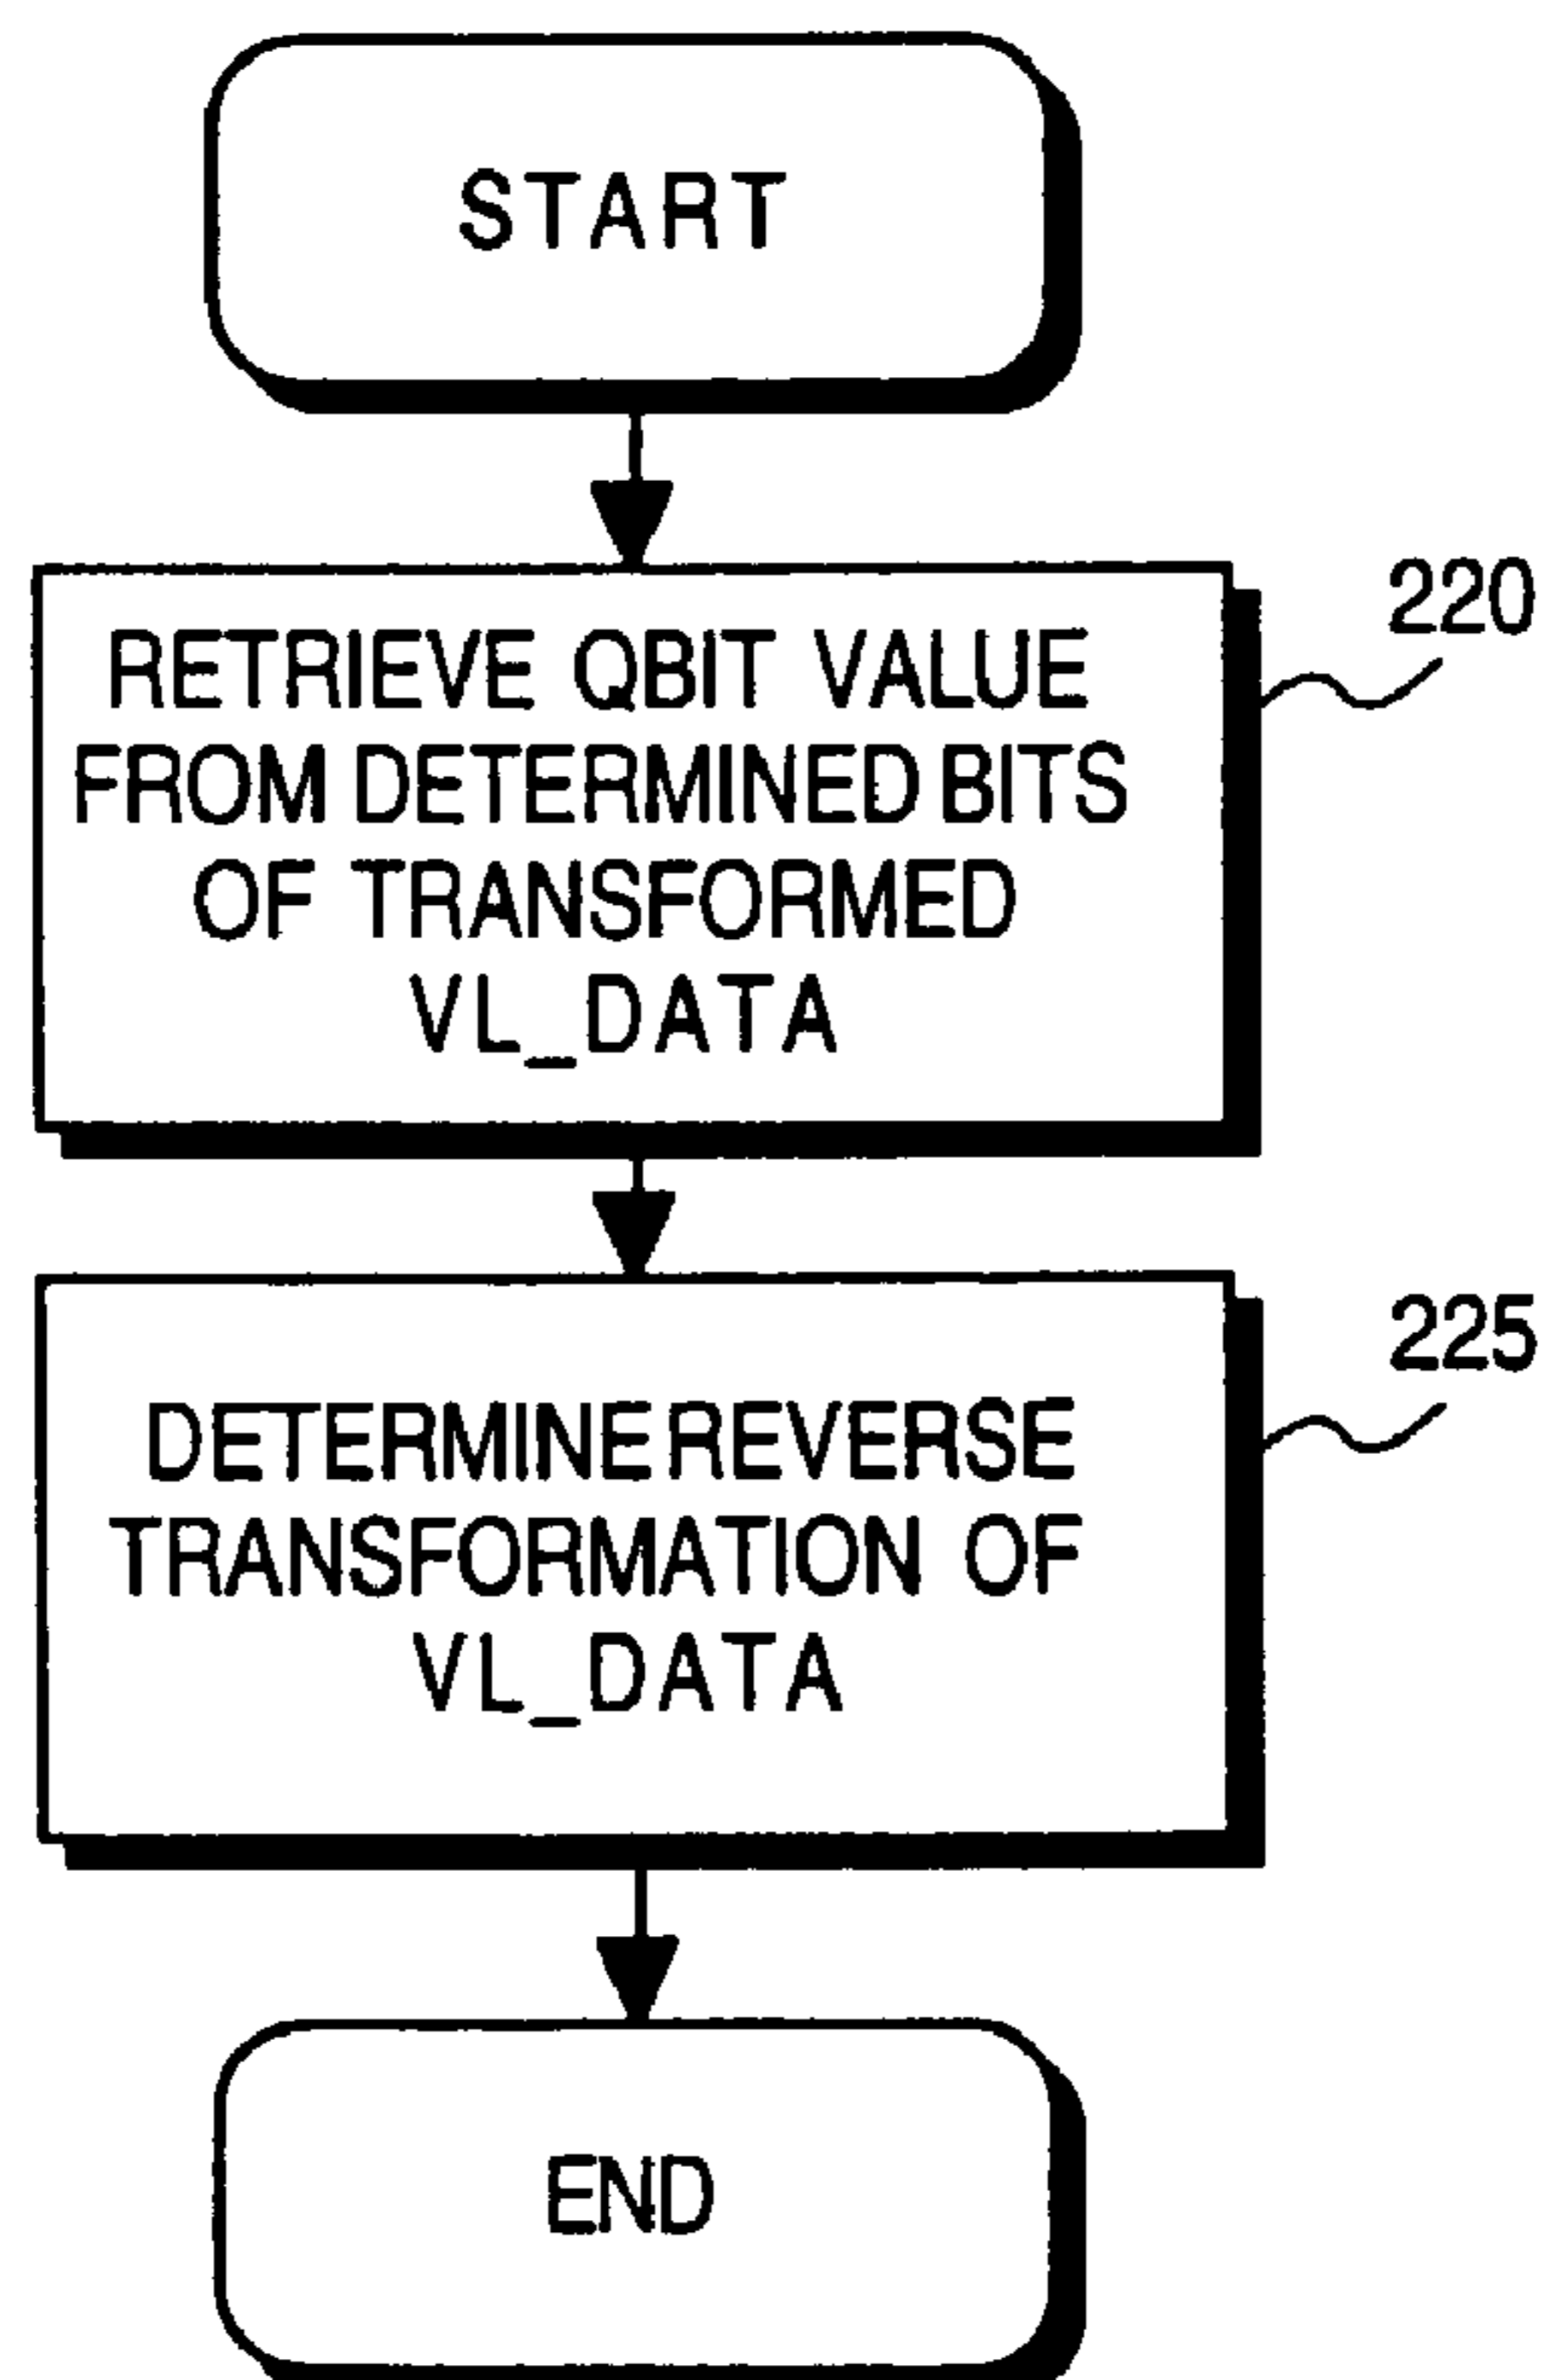 START
220
RETRIEVE QBIT VALUE
FROM DETERMINED BITS
OF TRANSFORMED
VL_DATA
225
DETERMINE REVERSE
TRANSFORMATION OF
VL_DATA
END